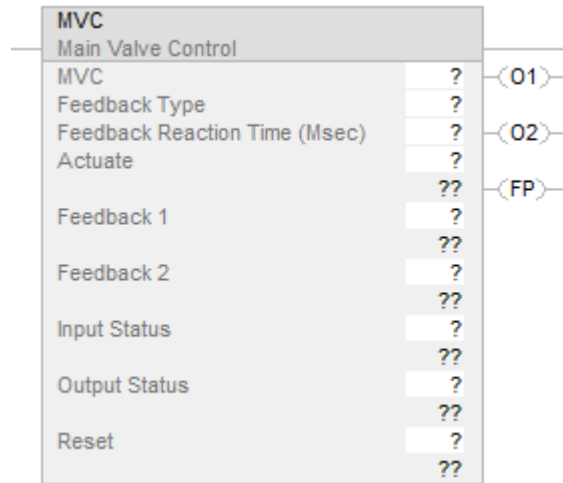 MVC
Main Valve Control
MVC ? (O1)
Feedback Type ?
Feedback Reaction Time (Msec) ? (O2)
Actuate ?
?? (FP)
Feedback 1 ?
??
Feedback 2 ?
??
Input Status ?
??
Output Status ?
??
Reset ?
??